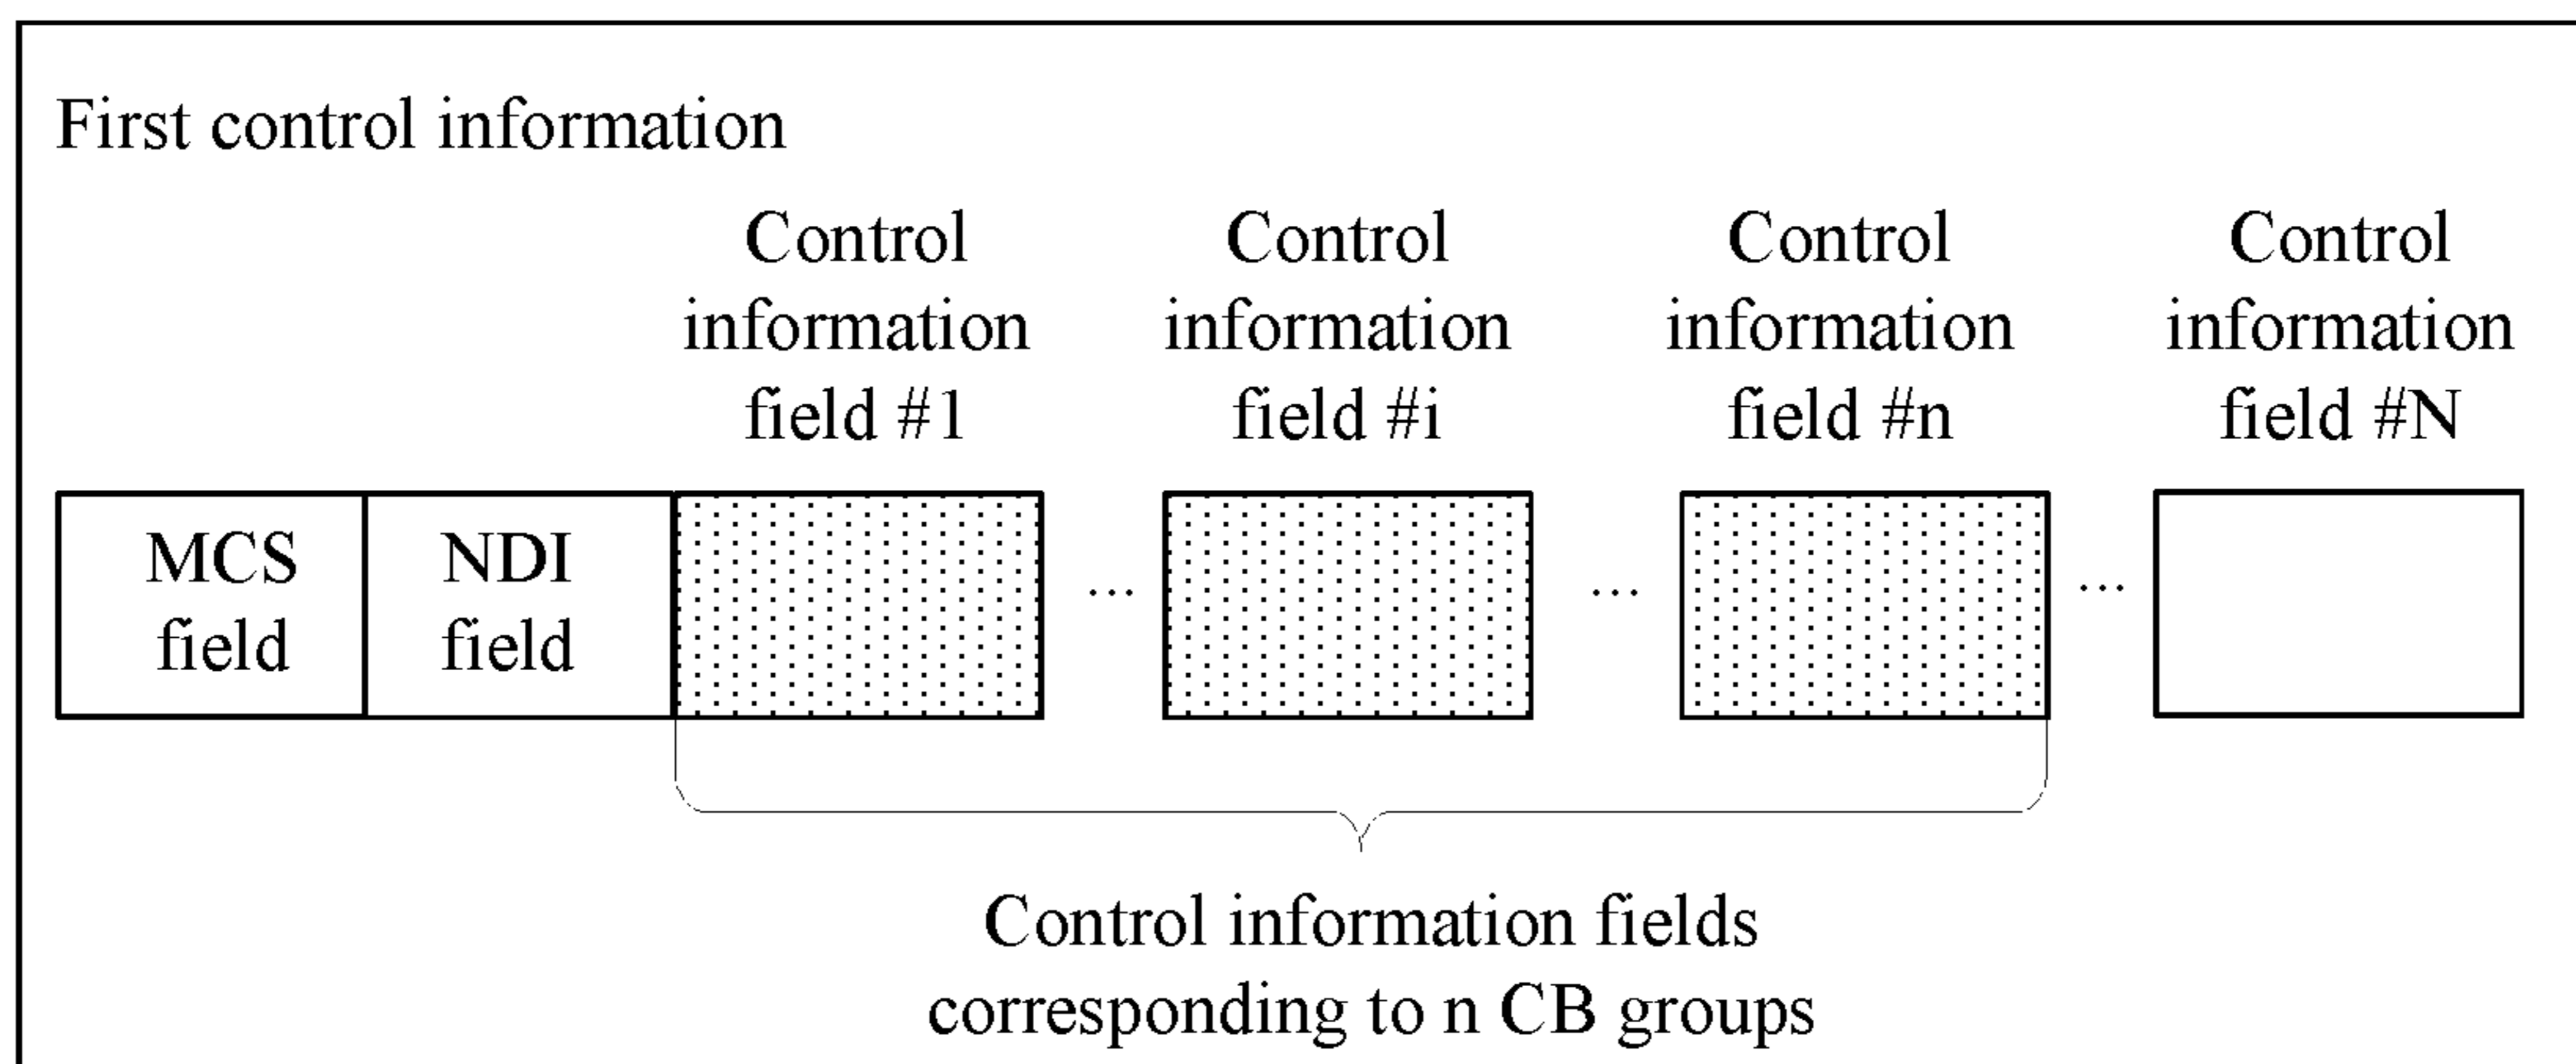 First control information
Control
information
field #1
Control
information
field #i
Control
information
field #n
Control
information
field #N
MCS
field
NDI
field
...
...
...
Control information fields
corresponding to n CB groups